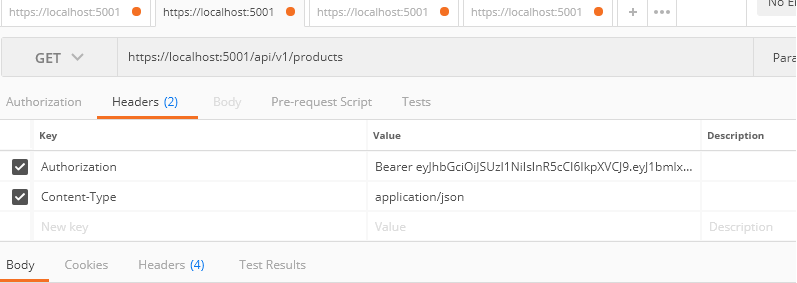 https://localhost:5001 https://localhost:5001 https://localhost:5001 https://localhost:5001 + ••• No
GET https://localhost:5001/api/v1/products
Authorization Headers (2) Body Pre-request Script Tests
Key Value Description
Authorization Bearer eyJhbGciOiJSUzI1NiIsInR5cCI6IkpXVCJ9.eyJ1bmlx...
Content-Type application/json
New key Value Description
Body Cookies Headers (4) Test Results